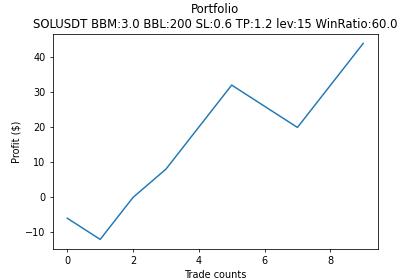 Portfolio
SOLUSDT BBM:3.0 BBL:200 SL:0.6 TP:1.2 lev:15 WinRatio:60.0
40
30
20
10
0
−10
Profit ($)
0 2 4 6 8
Trade counts